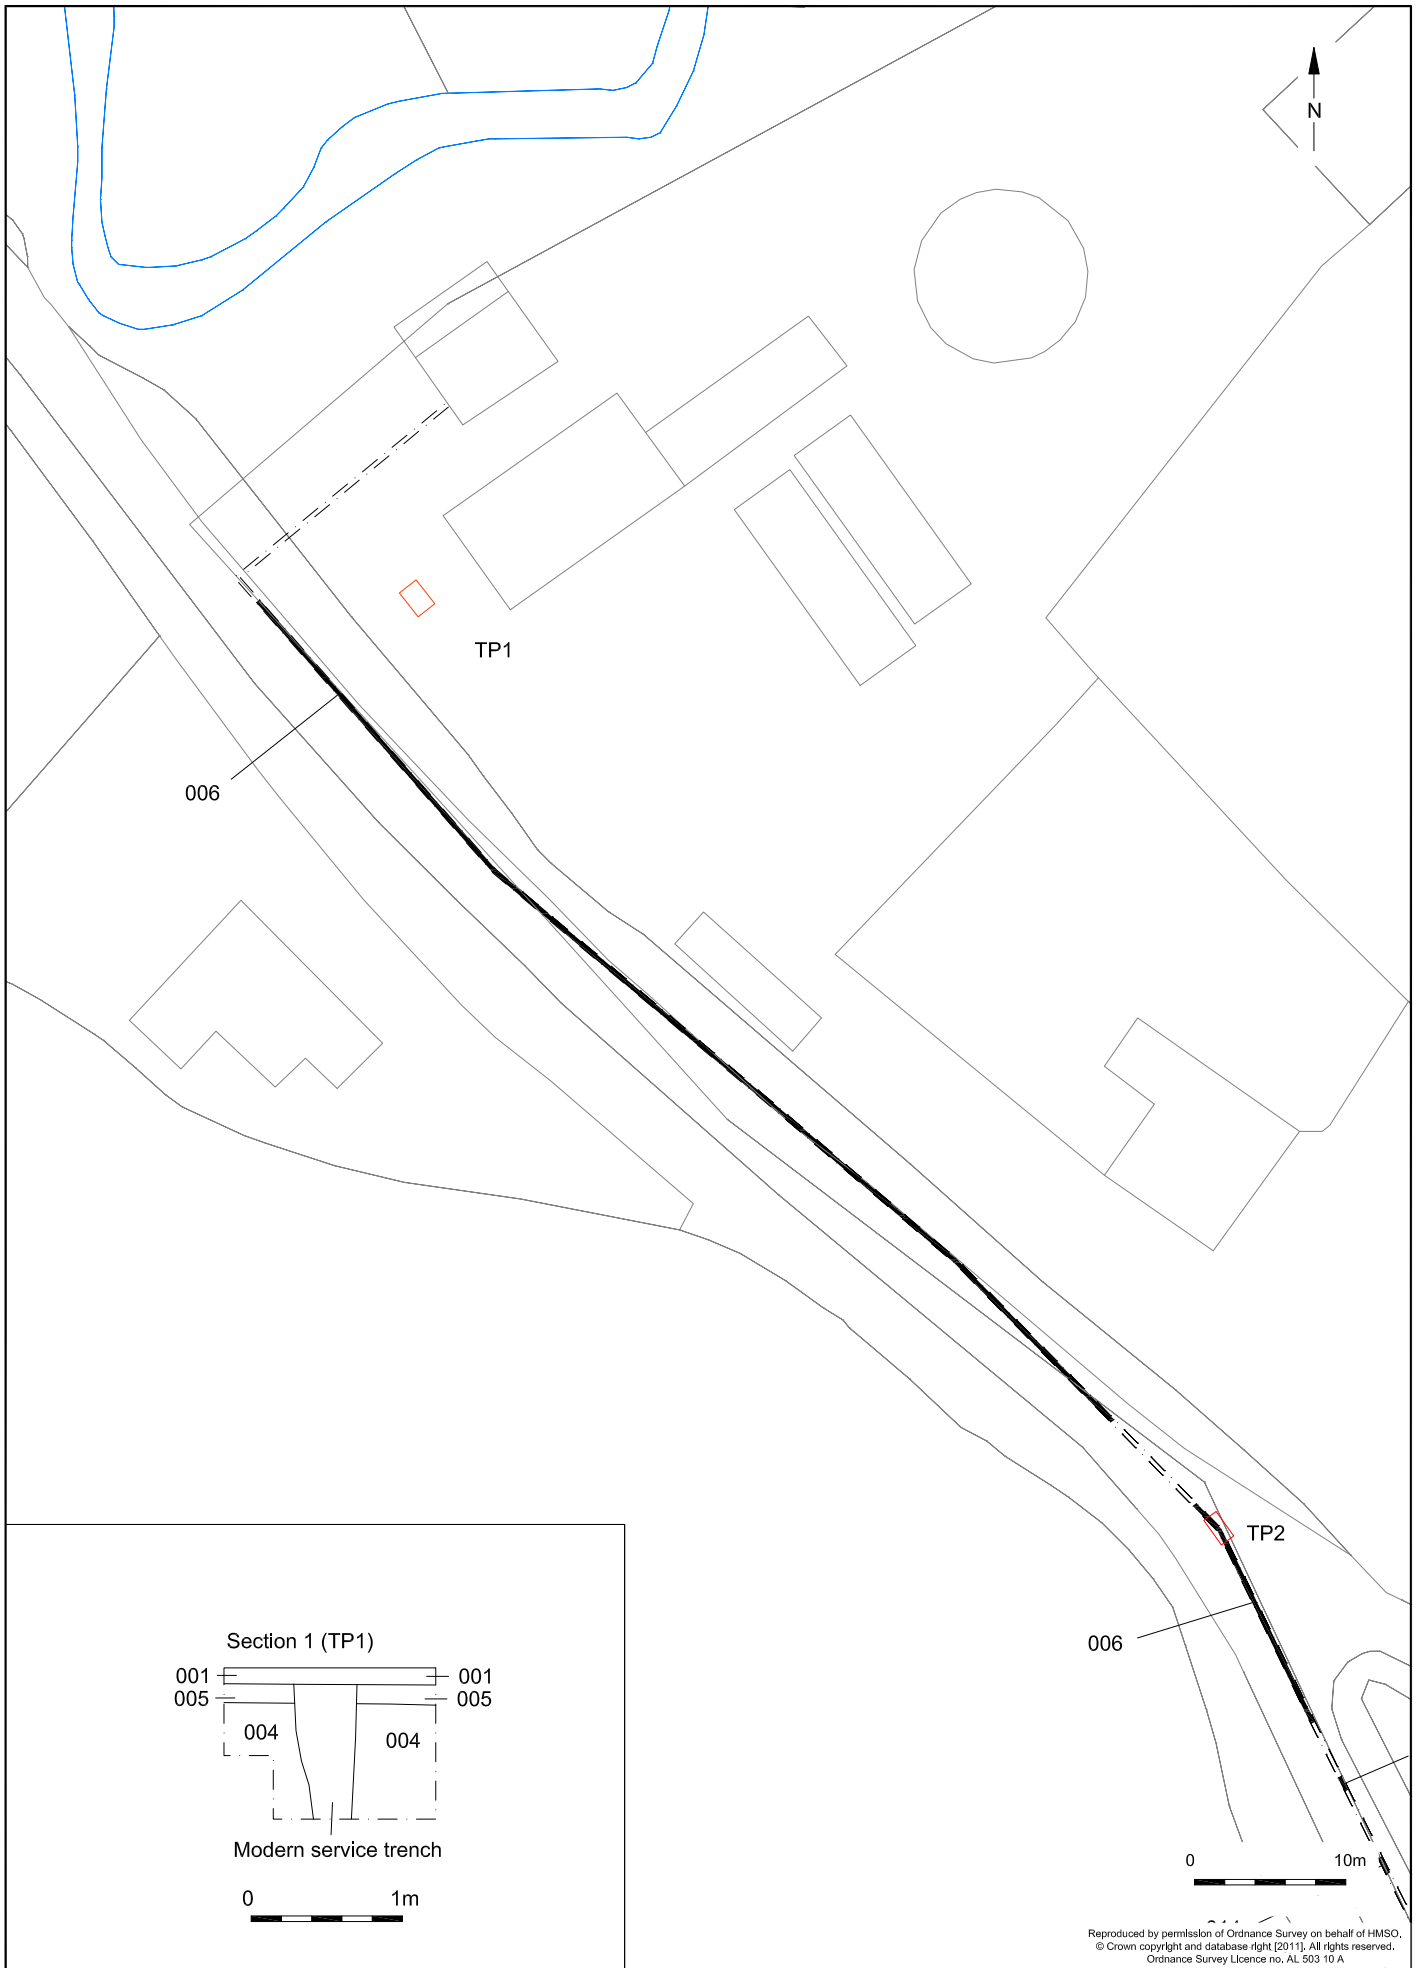 N
TP1
006
TP2
006
Section 1 (TP1)
001 001
005 005
004 004
Modern service trench
0 1m
0 10m
Reproduced by permission of Ordnance Survey on behalf of HMSO.
© Crown copyright and database right [2011]. All rights reserved.
Ordnance Survey Licence no. AL 503 10 A